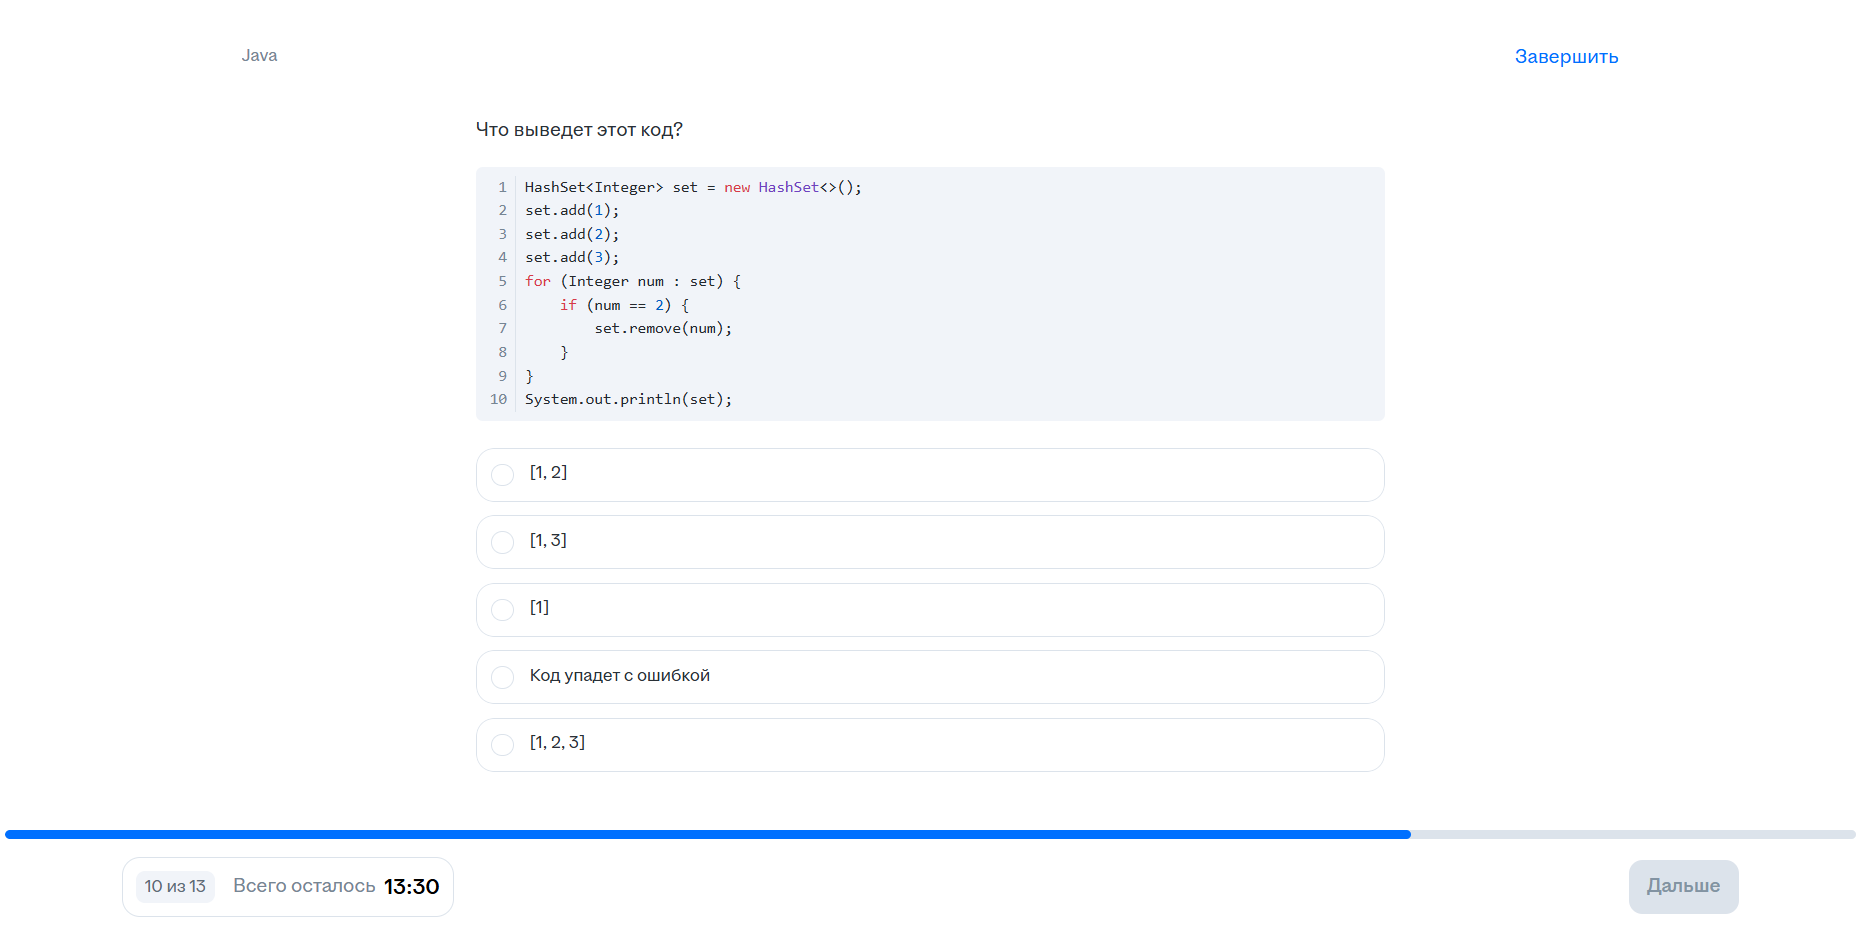 Java
Завершить
Что выведет этот код?
1 HashSet<Integer> set = new HashSet<>();
2 set.add(1);
3 set.add(2);
4 set.add(3);
5 for (Integer num : set) {
6     if (num == 2) {
7         set.remove(num);
8     }
9 }
10 System.out.println(set);
[1, 2]
[1, 3]
[1]
Код упадет с ошибкой
[1, 2, 3]
10 из 13 Всего осталось 13:30
Дальше